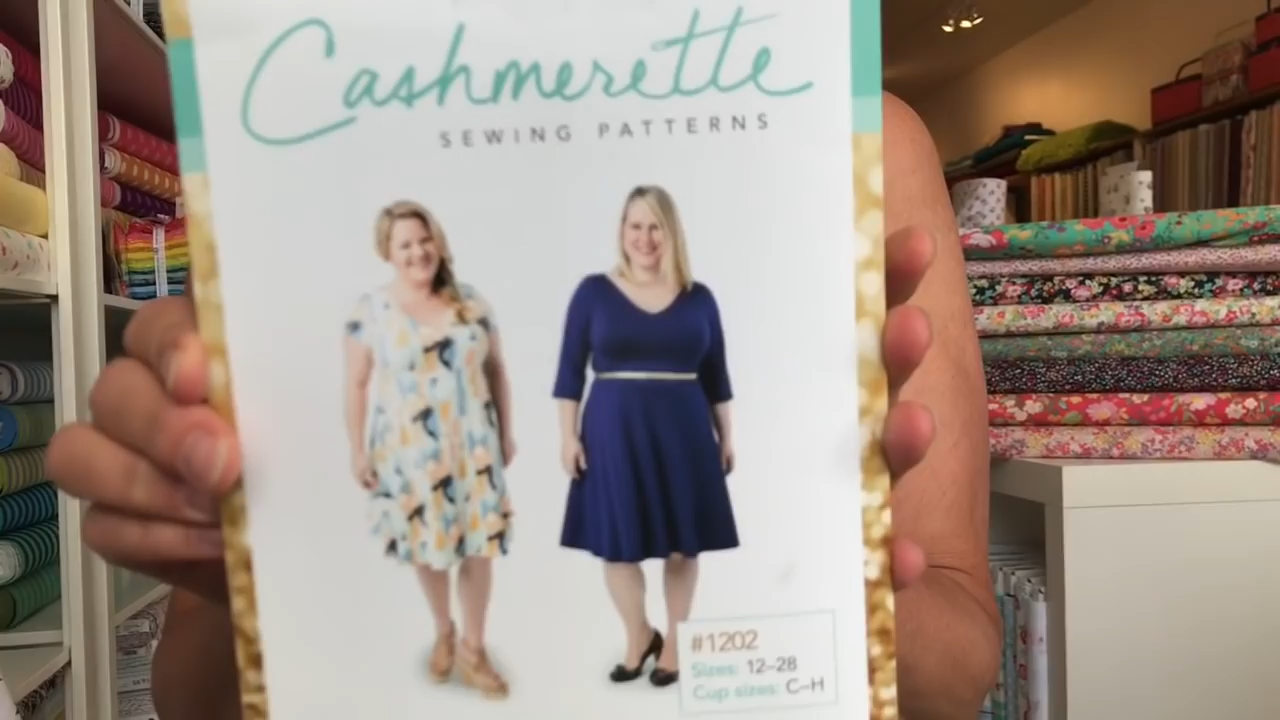 Cashmerette
SEWING PATTERNS
#1202
Sizes: 12–28
Cup sizes: C–H